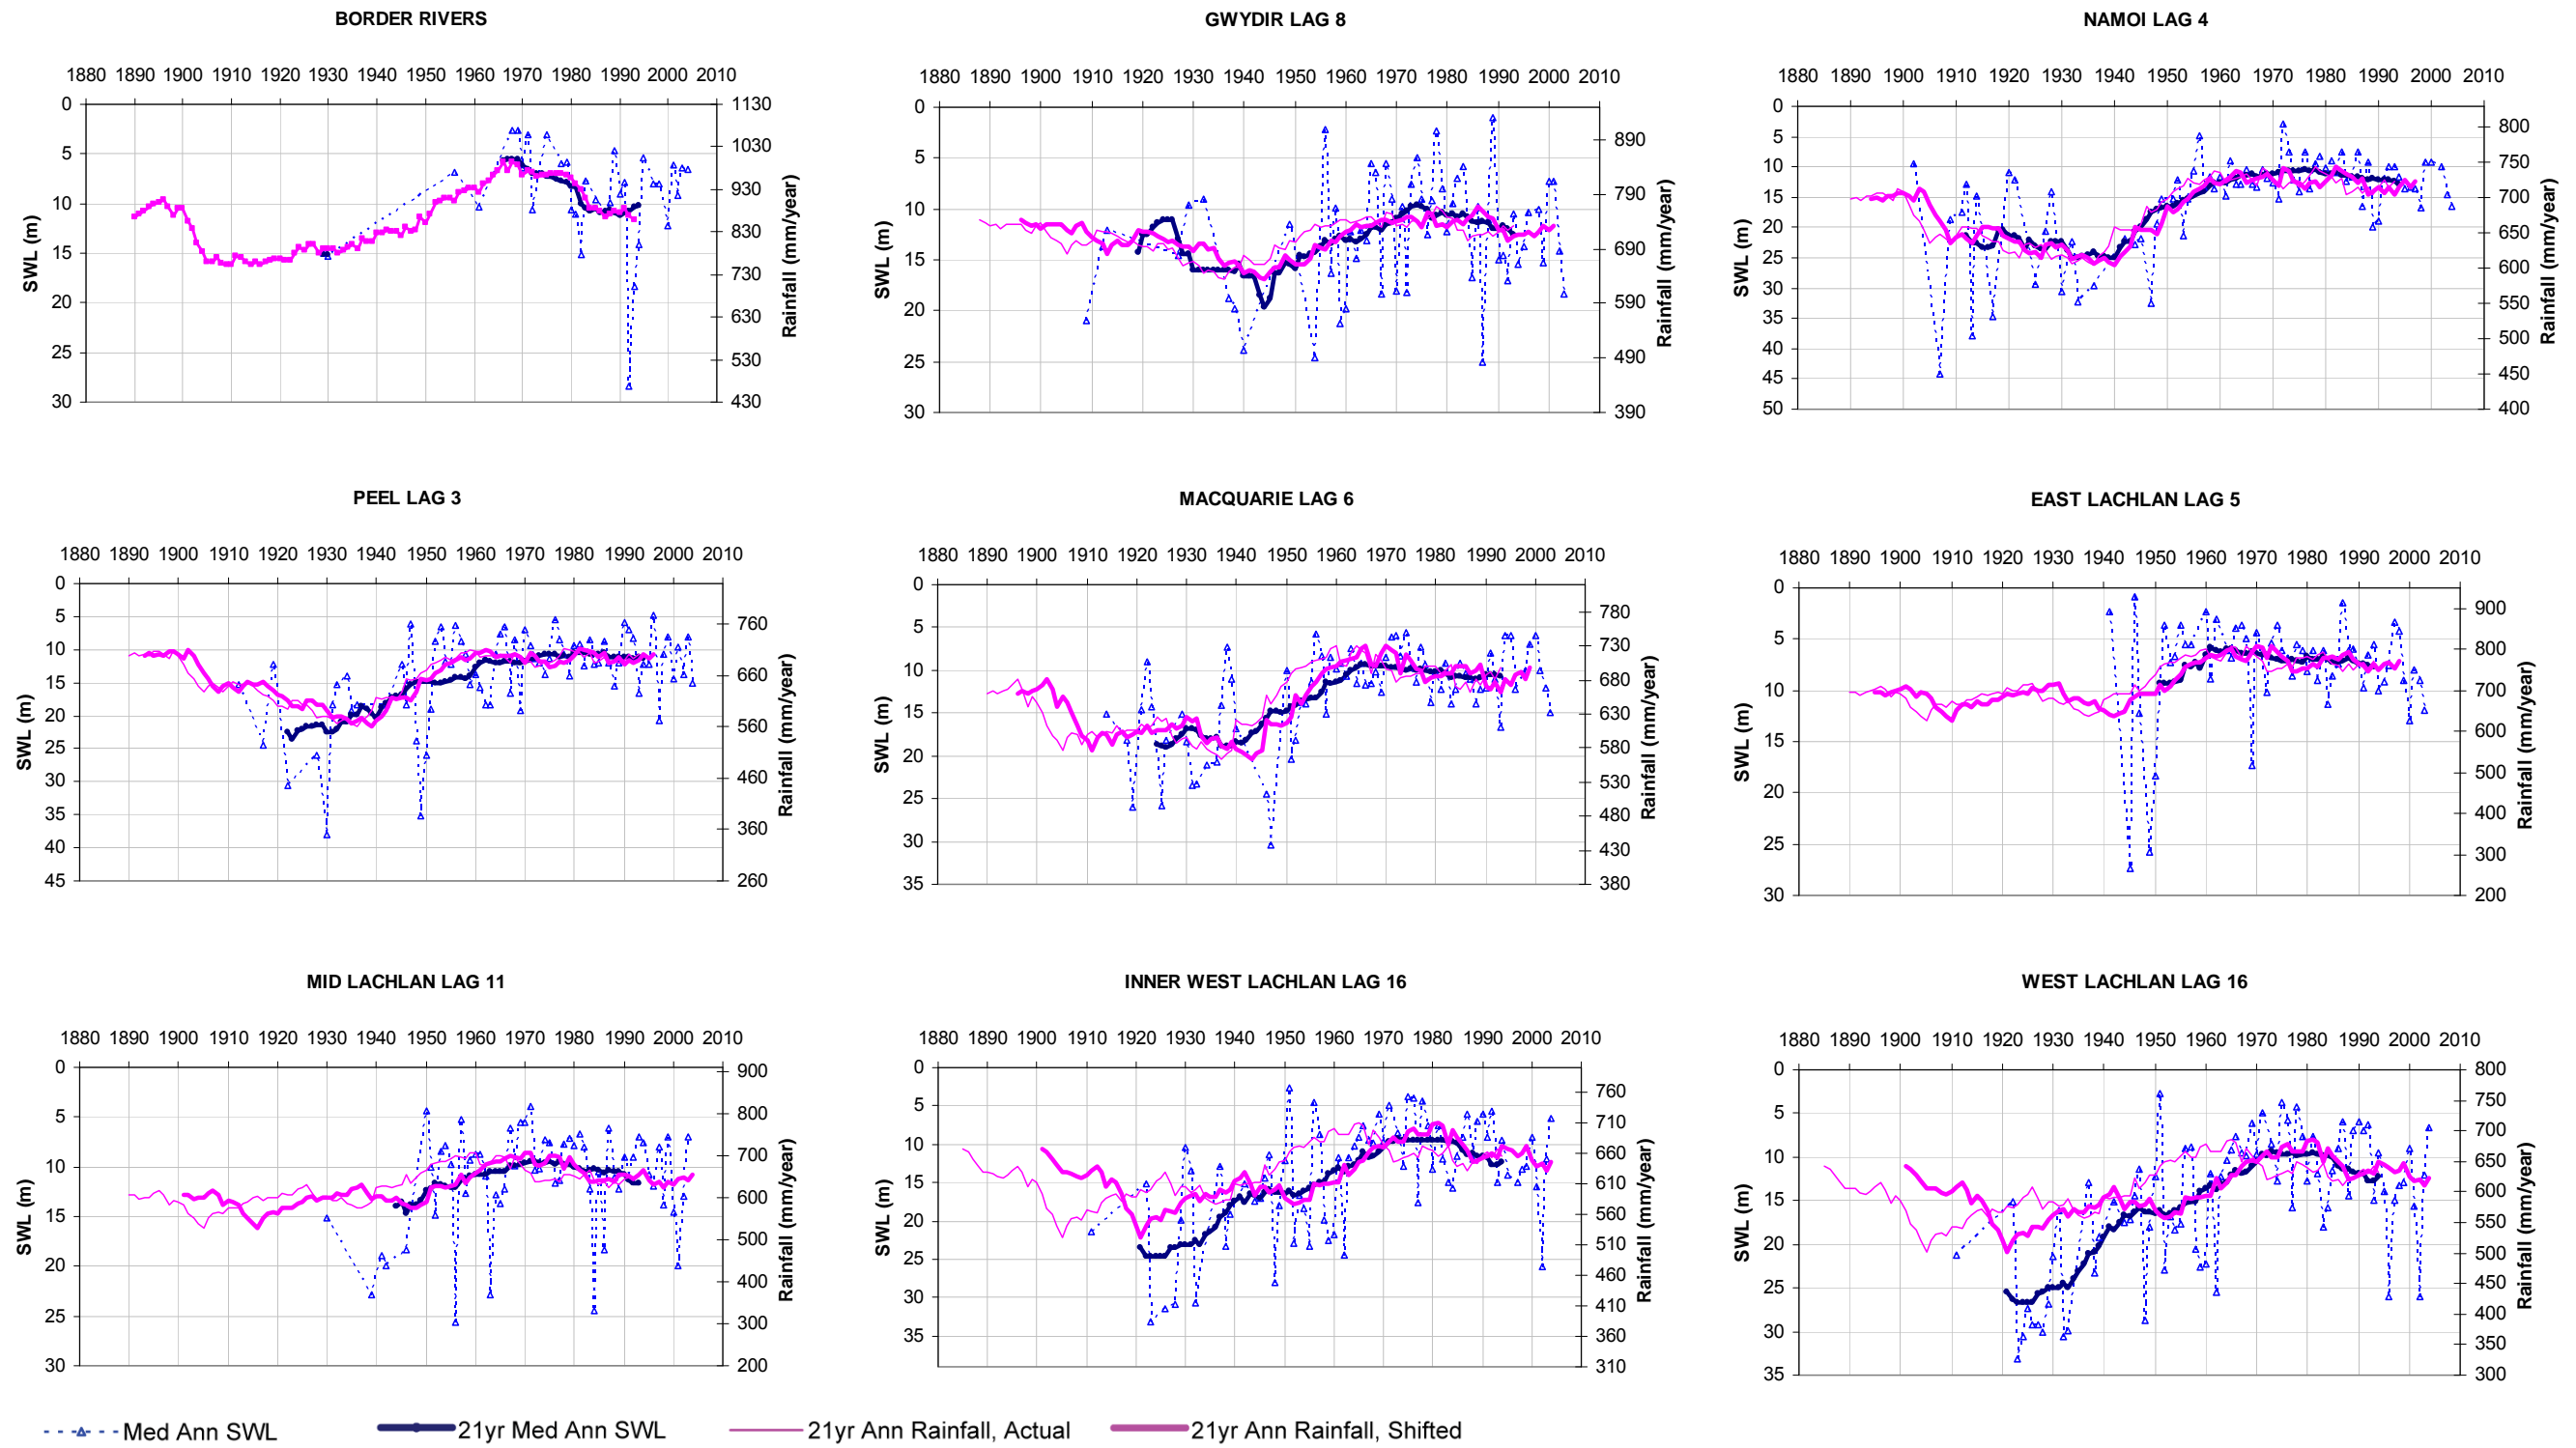 BORDER RIVERS
1880 1890 1900 1910 1920 1930 1940 1950 1960 1970 1980 1990 2000 2010
0 5 10 15 20 25 30
SWL (m)
1130 1030 930 830 730 630 530 430
Rainfall (mm/year)
GWYDIR LAG 8
1880 1890 1900 1910 1920 1930 1940 1950 1960 1970 1980 1990 2000 2010
0 5 10 15 20 25 30
SWL (m)
890 790 690 590 490 390
Rainfall (mm/year)
NAMOI LAG 4
1880 1890 1900 1910 1920 1930 1940 1950 1960 1970 1980 1990 2000 2010
0 5 10 15 20 25 30 35 40 45 50
SWL (m)
800 750 700 650 600 550 500 450 400
Rainfall (mm/year)
PEEL LAG 3
1880 1890 1900 1910 1920 1930 1940 1950 1960 1970 1980 1990 2000 2010
0 5 10 15 20 25 30 35 40 45
SWL (m)
760 660 560 460 360 260
Rainfall (mm/year)
MACQUARIE LAG 6
1880 1890 1900 1910 1920 1930 1940 1950 1960 1970 1980 1990 2000 2010
0 5 10 15 20 25 30 35
SWL (m)
780 730 680 630 580 530 480 430 380
Rainfall (mm/year)
EAST LACHLAN LAG 5
1880 1890 1900 1910 1920 1930 1940 1950 1960 1970 1980 1990 2000 2010
0 5 10 15 20 25 30
SWL (m)
900 800 700 600 500 400 300 200
Rainfall (mm/year)
MID LACHLAN LAG 11
1880 1890 1900 1910 1920 1930 1940 1950 1960 1970 1980 1990 2000 2010
0 5 10 15 20 25 30
SWL (m)
900 800 700 600 500 400 300 200
Rainfall (mm/year)
INNER WEST LACHLAN LAG 16
1880 1890 1900 1910 1920 1930 1940 1950 1960 1970 1980 1990 2000 2010
0 5 10 15 20 25 30 35
SWL (m)
760 710 660 610 560 510 460 410 360 310
Rainfall (mm/year)
WEST LACHLAN LAG 16
1880 1890 1900 1910 1920 1930 1940 1950 1960 1970 1980 1990 2000 2010
0 5 10 15 20 25 30 35
SWL (m)
800 750 700 650 600 550 500 450 400 350 300
Rainfall (mm/year)
Med Ann SWL 21yr Med Ann SWL 21yr Ann Rainfall, Actual 21yr Ann Rainfall, Shifted